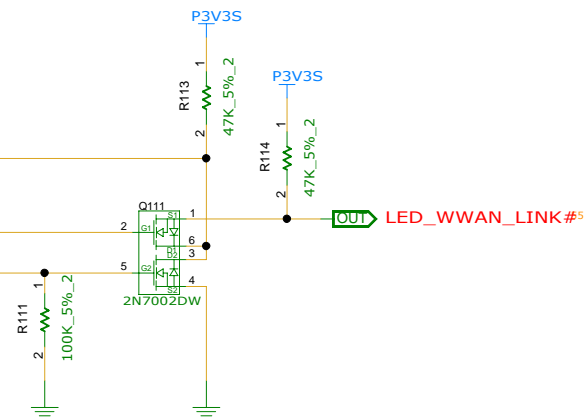 P3V3S
1
R113
47K_5%_2
2
P3V3S
1
R114
47K_5%_2
2
Q111
S1
1
2
G1
OUT
LED_WWAN_LINK#
D1
6
D2
3
5
G2
S2
4
2N7002DW
1
R111
100K_5%_2
2